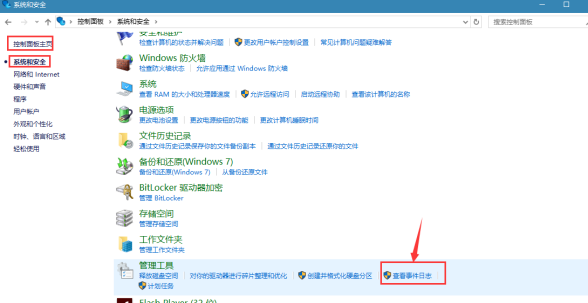 系统和安全
控制面板 › 系统和安全
搜索控制面板
控制面板主页
系统和安全
网络和 Internet
硬件和声音
程序
用户帐户
外观和个性化
时钟、语言和区域
轻松使用
安全和维护
检查计算机的状态并解决问题 更改用户帐户控制设置 常见计算机问题疑难解答
Windows 防火墙
检查防火墙状态 允许应用通过 Windows 防火墙
系统
查看 RAM 的大小和处理器速度 允许远程访问 启动远程协助 查看该计算机的名称
电源选项
更改电池设置 更改电源按钮的功能 更改计算机睡眠时间
文件历史记录
通过文件历史记录保存你的文件备份副本 通过文件历史记录还原你的文件
备份和还原(Windows 7)
备份和还原(Windows 7) 从备份还原文件
BitLocker 驱动器加密
管理 BitLocker
存储空间
管理存储空间
工作文件夹
管理工作文件夹
管理工具
释放磁盘空间 对你的驱动器进行碎片整理和优化 创建并格式化硬盘分区 查看事件日志
计划任务
Flash Player (32 位)